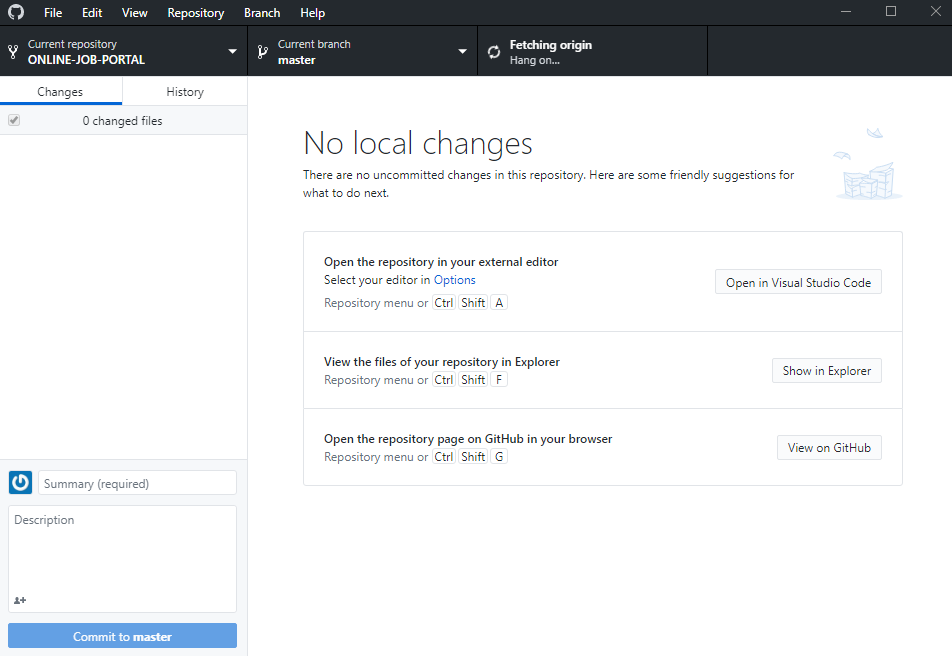 File Edit View Repository Branch Help
Current repository
ONLINE-JOB-PORTAL
Current branch
master
Fetching origin
Hang on...
Changes History
0 changed files
No local changes
There are no uncommitted changes in this repository. Here are some friendly suggestions for
what to do next.
Open the repository in your external editor
Select your editor in Options
Repository menu or Ctrl Shift A
Open in Visual Studio Code
View the files of your repository in Explorer
Repository menu or Ctrl Shift F
Show in Explorer
Open the repository page on GitHub in your browser
Repository menu or Ctrl Shift G
View on GitHub
Summary (required)
Description
Commit to master